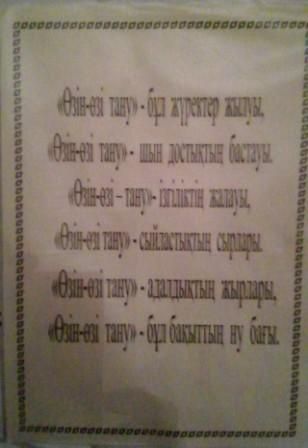 «Өзін-өзі тану» - бұл жүректер жылуы,
«Өзін-өзі тану» - шын достықтың бастауы.
«Өзін-өзі – тану»- ізгіліктің жалауы,
«Өзін-өзі тану» - сыйластықтың сырлары.
«Өзін-өзі тану» - адалдықтың жырлары,
«Өзін-өзі тану» - бұл бақыттың ну бағы.